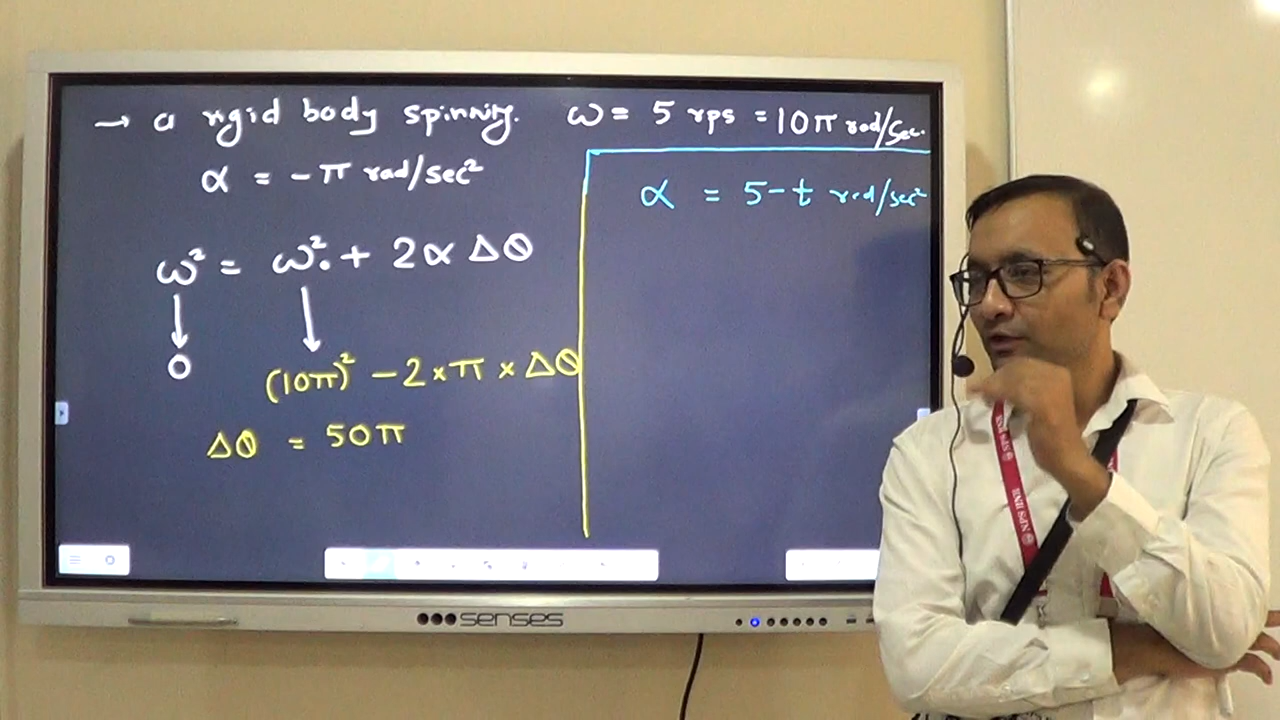 → a rigid body spinning. ω = 5 rps = 10π rad/sec.
α = -π rad/sec²
α = 5-t rad/sec²
ω² = ω₀² + 2α Δθ
0
(10π)² - 2×π × Δθ
Δθ = 50π
senses
NPS